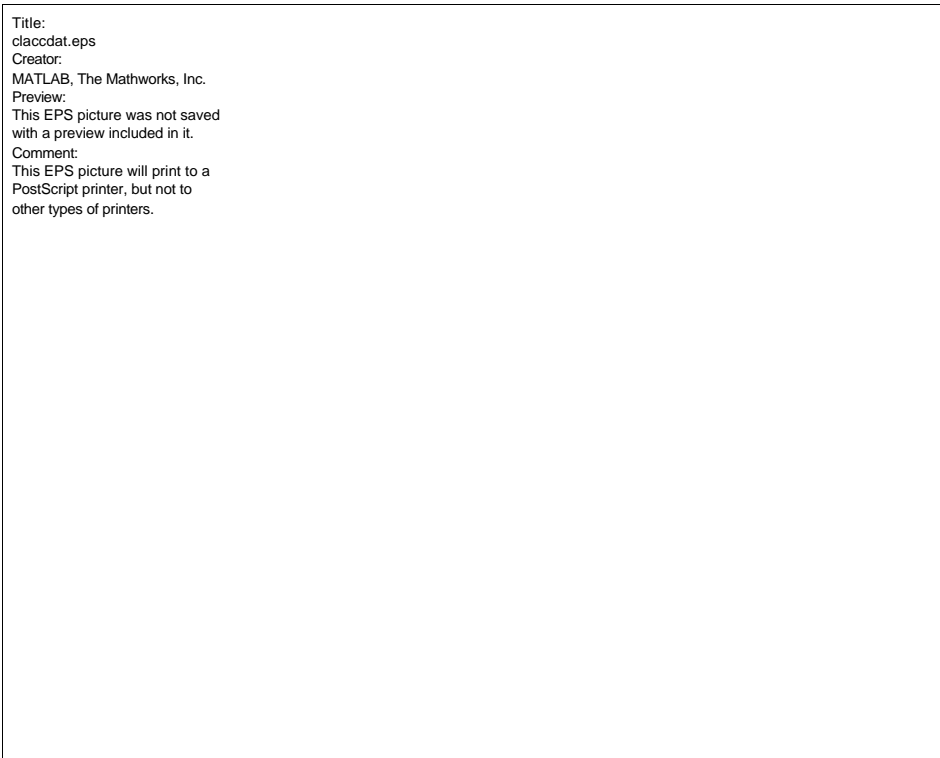 Title:
claccdat.eps
Creator:
MATLAB, The Mathworks, Inc.
Preview:
This EPS picture was not saved
with a preview included in it.
Comment:
This EPS picture will print to a
PostScript printer, but not to
other types of printers.